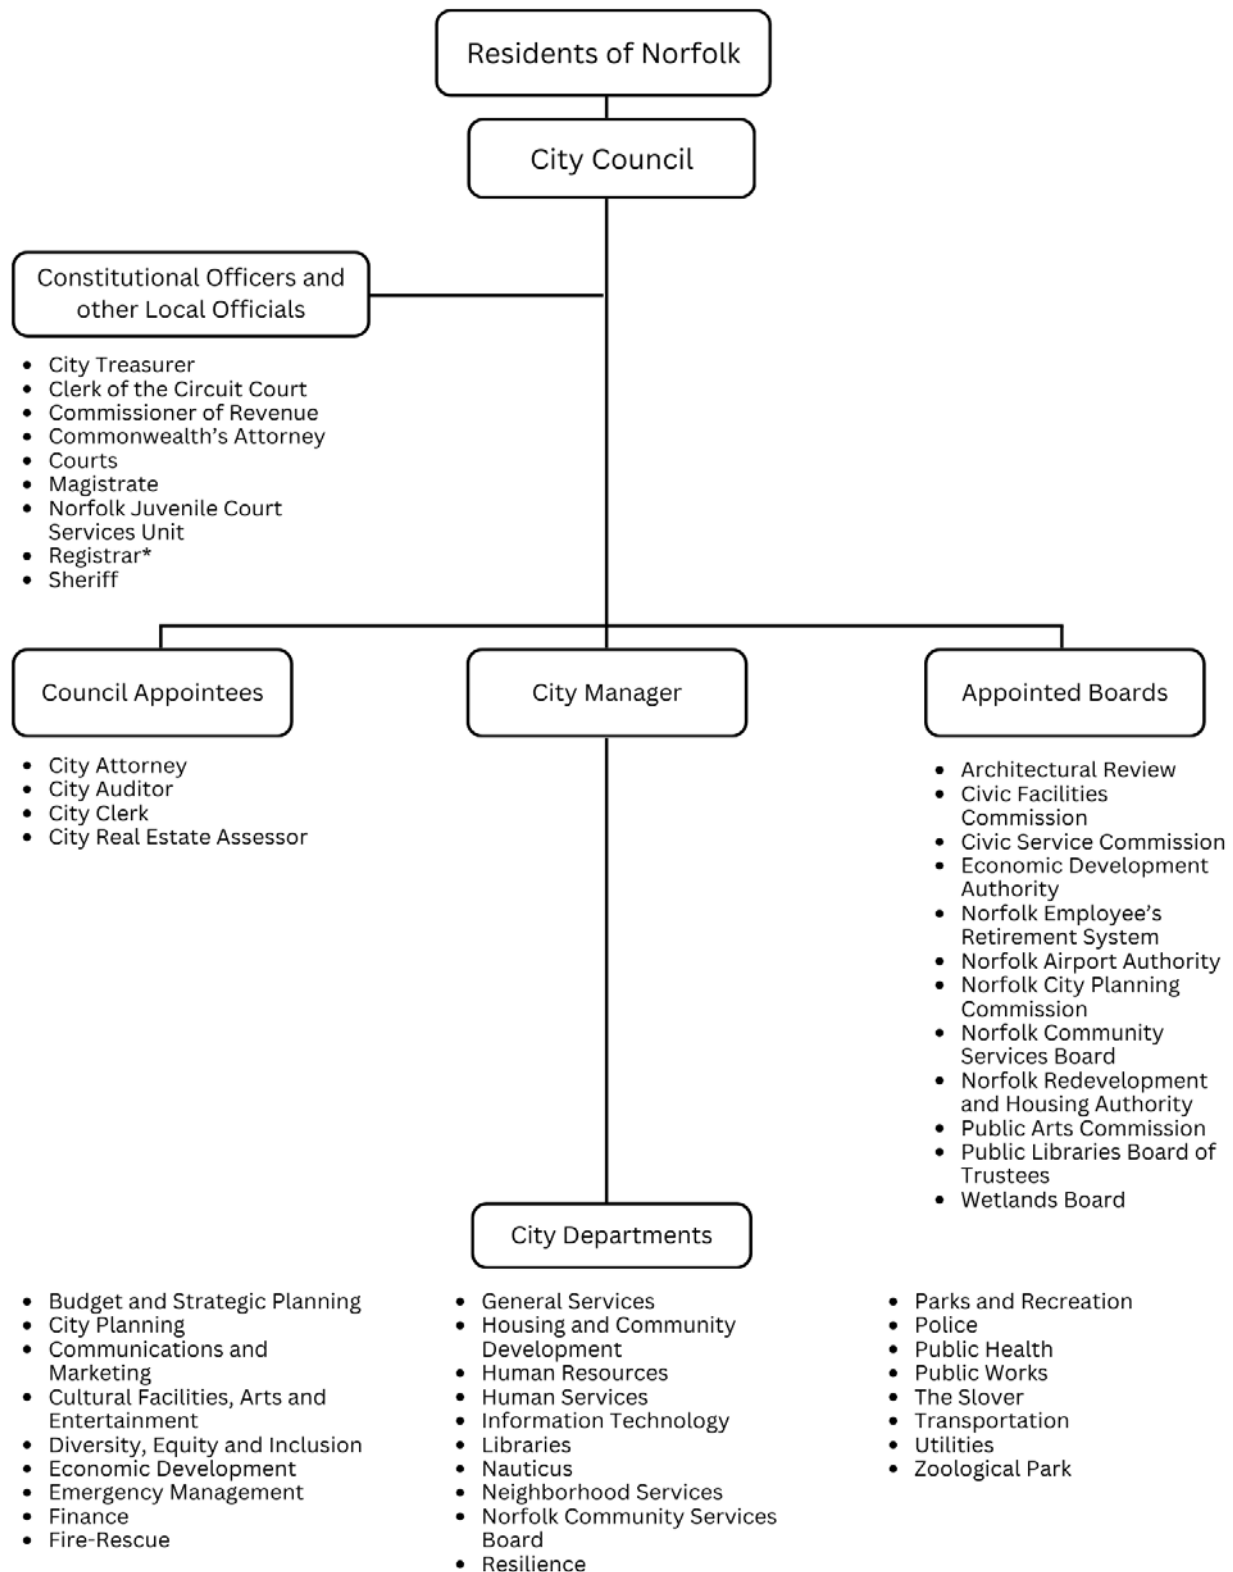 Residents of Norfolk
City Council
Constitutional Officers and
other Local Officials
• City Treasurer
• Clerk of the Circuit Court
• Commissioner of Revenue
• Commonwealth’s Attorney
• Courts
• Magistrate
• Norfolk Juvenile Court
Services Unit
• Registrar*
• Sheriff
Council Appointees
• City Attorney
• City Auditor
• City Clerk
• City Real Estate Assessor
City Manager
Appointed Boards
• Architectural Review
• Civic Facilities
Commission
• Civic Service Commission
• Economic Development
Authority
• Norfolk Employee’s
Retirement System
• Norfolk Airport Authority
• Norfolk City Planning
Commission
• Norfolk Community
Services Board
• Norfolk Redevelopment
and Housing Authority
• Public Arts Commission
• Public Libraries Board of
Trustees
• Wetlands Board
City Departments
• Budget and Strategic Planning
• City Planning
• Communications and
Marketing
• Cultural Facilities, Arts and
Entertainment
• Diversity, Equity and Inclusion
• Economic Development
• Emergency Management
• Finance
• Fire-Rescue
• General Services
• Housing and Community
Development
• Human Resources
• Human Services
• Information Technology
• Libraries
• Nauticus
• Neighborhood Services
• Norfolk Community Services
Board
• Resilience
• Parks and Recreation
• Police
• Public Health
• Public Works
• The Slover
• Transportation
• Utilities
• Zoological Park